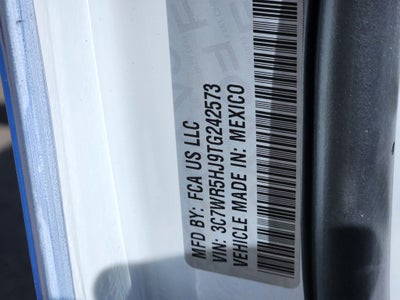 MFD BY: FCA US LLC
VIN: 3C7WR5HJ9TG242573
VEHICLE MADE IN: MEXICO